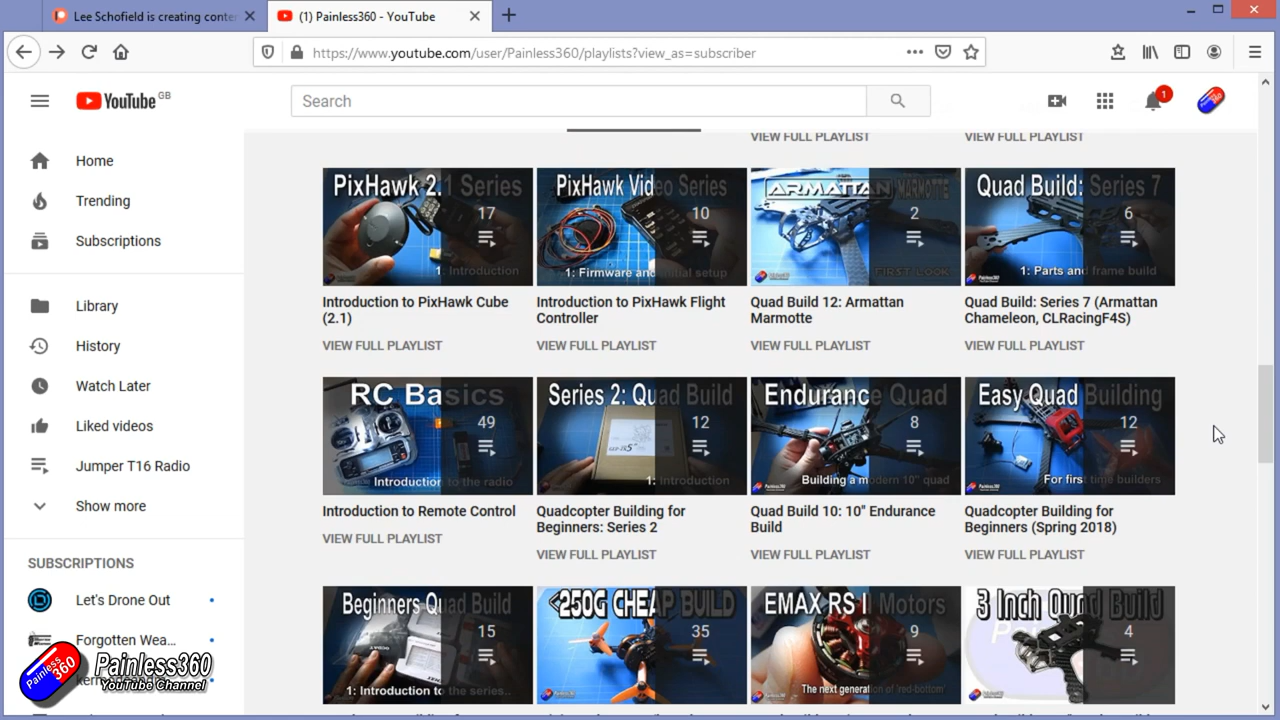 Lee Schofield is creating conte
(1) Painless360 - YouTube
https://www.youtube.com/user/Painless360/playlists?view_as=subscriber
YouTube GB
Search
1
Home
Trending
Subscriptions
Library
History
Watch Later
Liked videos
Jumper T16 Radio
Show more
SUBSCRIPTIONS
Let's Drone Out
Forgotten Wea...
Painless360
Painless360
YouTube Channel
VIEW FULL PLAYLIST
VIEW FULL PLAYLIST
PixHawk 2.1 Series
17
1: Introduction
Introduction to PixHawk Cube
(2.1)
VIEW FULL PLAYLIST
PixHawk Video Series
10
1: Firmware and initial setup
Introduction to PixHawk Flight
Controller
VIEW FULL PLAYLIST
ARMATTAN MARMOTTE
2
FIRST LOOK
Quad Build 12: Armattan
Marmotte
VIEW FULL PLAYLIST
Quad Build: Series 7
6
1: Parts and frame build
Quad Build: Series 7 (Armattan
Chameleon, CLRacingF4S)
VIEW FULL PLAYLIST
RC Basics
49
Introduction to the radio
Introduction to Remote Control
VIEW FULL PLAYLIST
Series 2: Quad Build
12
1: Introduction
Quadcopter Building for
Beginners: Series 2
VIEW FULL PLAYLIST
Endurance Quad
8
Building a modern 10" quad
Quad Build 10: 10" Endurance
Build
VIEW FULL PLAYLIST
Easy Quad Building
12
For first time builders
Quadcopter Building for
Beginners (Spring 2018)
VIEW FULL PLAYLIST
Beginners Quad Build
15
1: Introduction to the series..
250G CHEAP BUILD
35
EMAX RS II Motors
9
The next generation of 'red-bottom'
3 Inch Quad Build
4